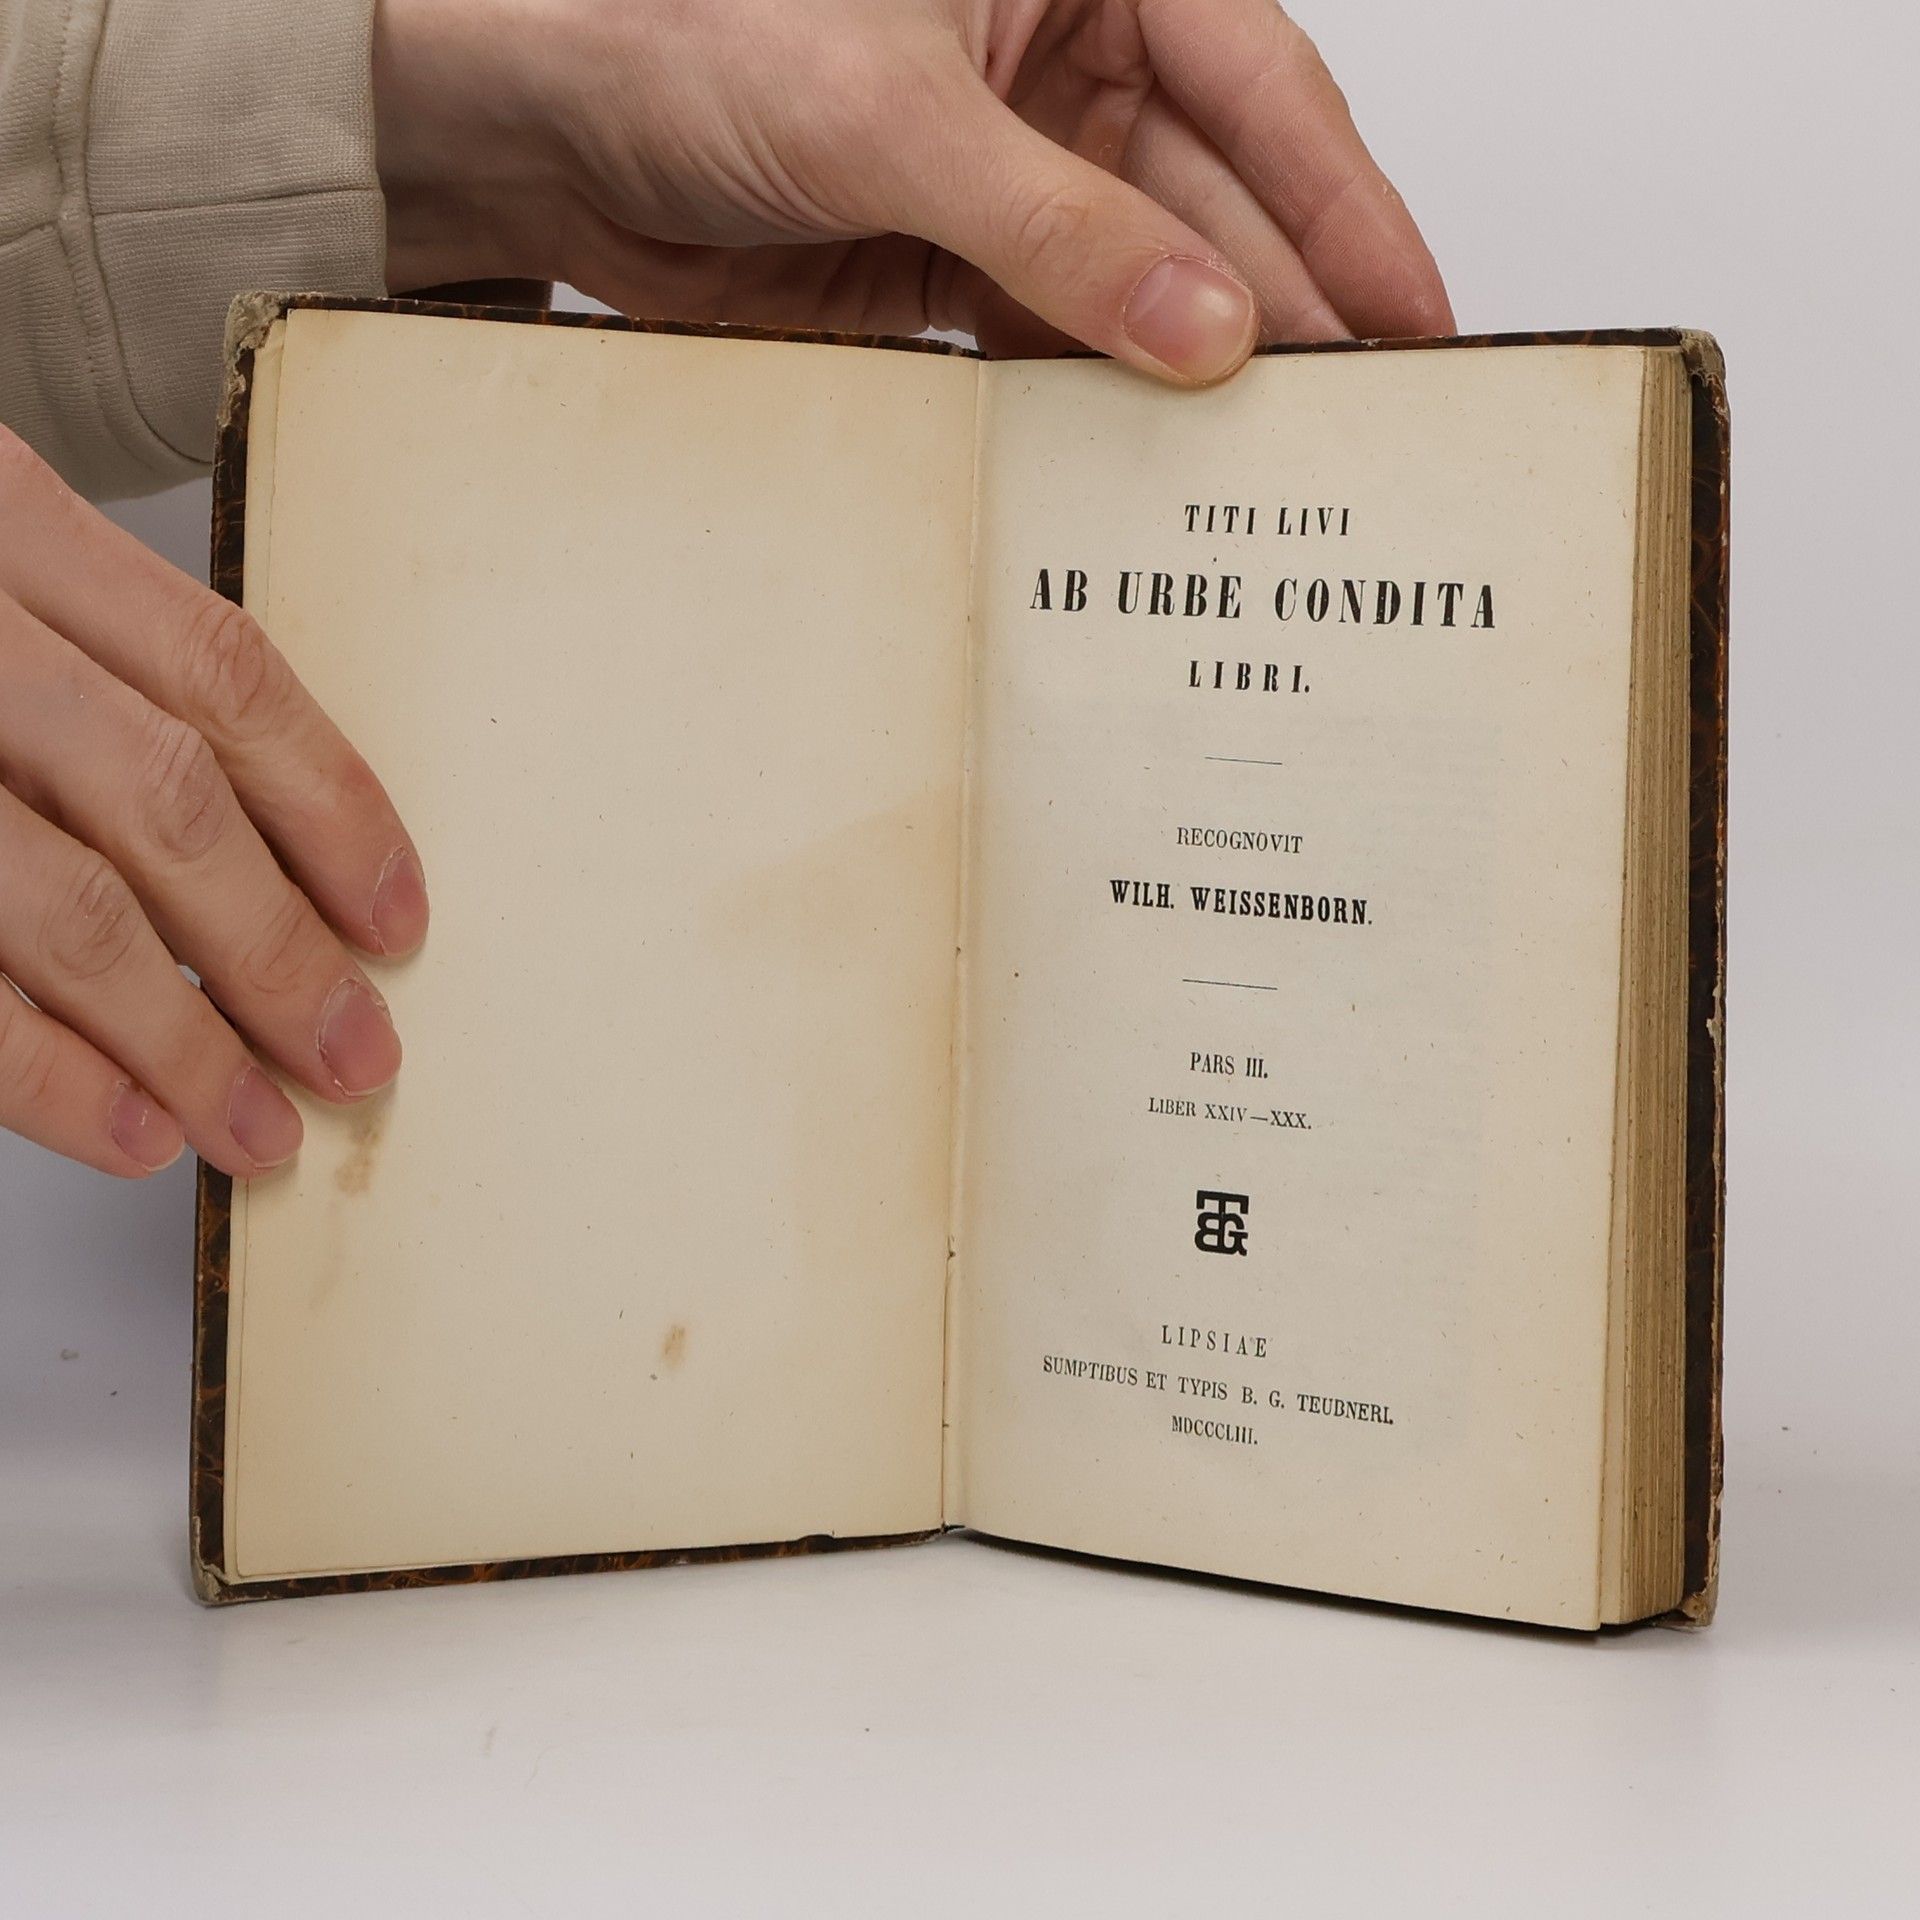 TITI LIVI
AB URBE CONDITA
LIBRI.
RECOGNOVIT
WILH. WEISSENBORN.
PARS III.
LIBER XXIV—XXX.
BTG
LIPSIAE
SUMPTIBUS ET TYPIS B. G. TEUBNERI.
MDCCCLIII.